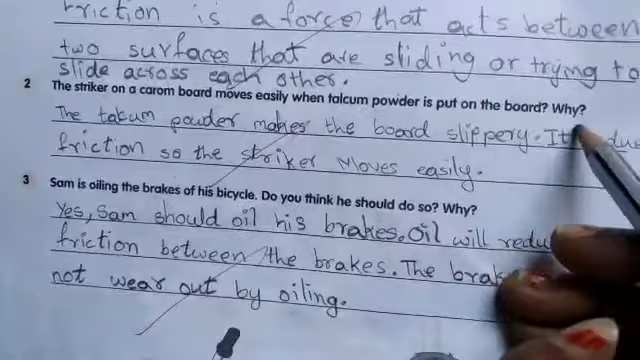 Friction is a force that acts between
two surfaces that are sliding or trying to
slide across each other.
2 The striker on a carom board moves easily when talcum powder is put on the board? Why?
The talcum powder makes the board slippery. It
friction so the striker moves easily.
3 Sam is oiling the brakes of his bicycle. Do you think he should do so? Why?
Yes, Sam should oil his brakes. Oil will redu
friction between the brakes. The brak
not wear out by oiling.